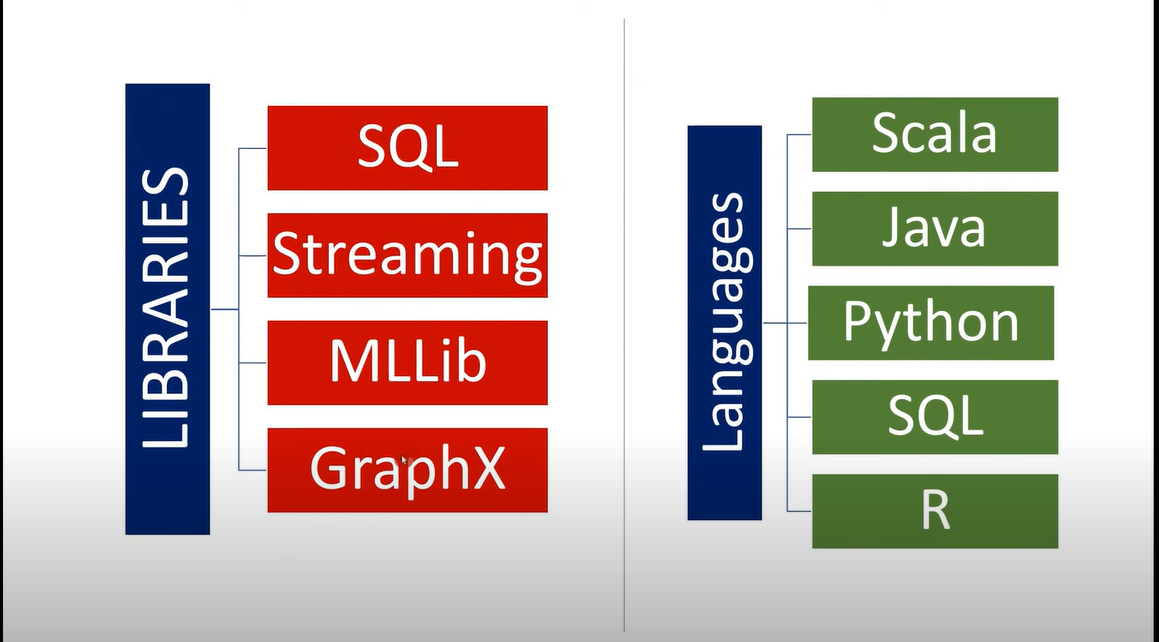 LIBRARIES
SQL
Streaming
MLLib
GraphX
Languages
Scala
Java
Python
SQL
R